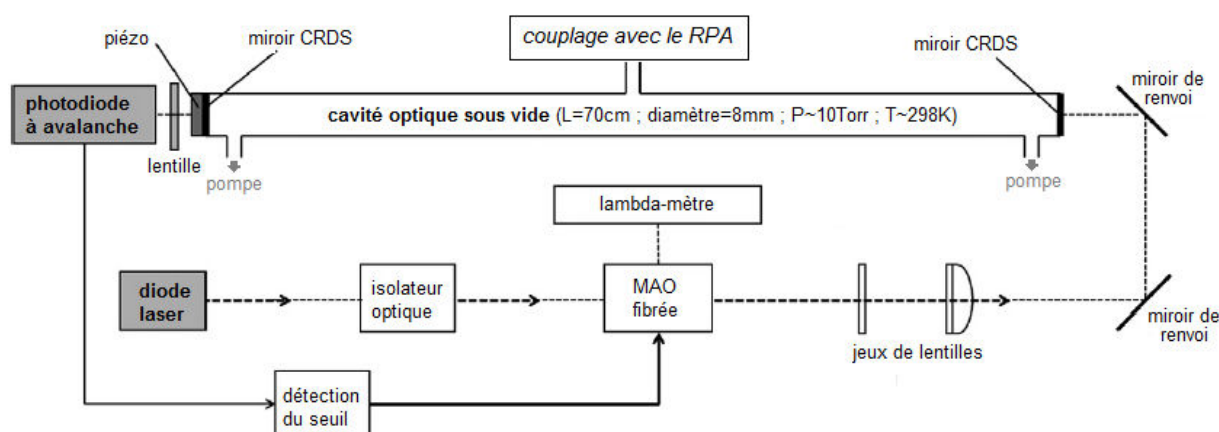 couplage avec le RPA
piézo
miroir CRDS
miroir CRDS
miroir de
renvoi
photodiode
à avalanche
cavité optique sous vide (L=70cm ; diamètre=8mm ; P~10Torr ; T~298K)
lentille
pompe
pompe
lambda-mètre
diode
laser
isolateur
optique
MAO
fibrée
jeux de lentilles
miroir de
renvoi
détection
du seuil